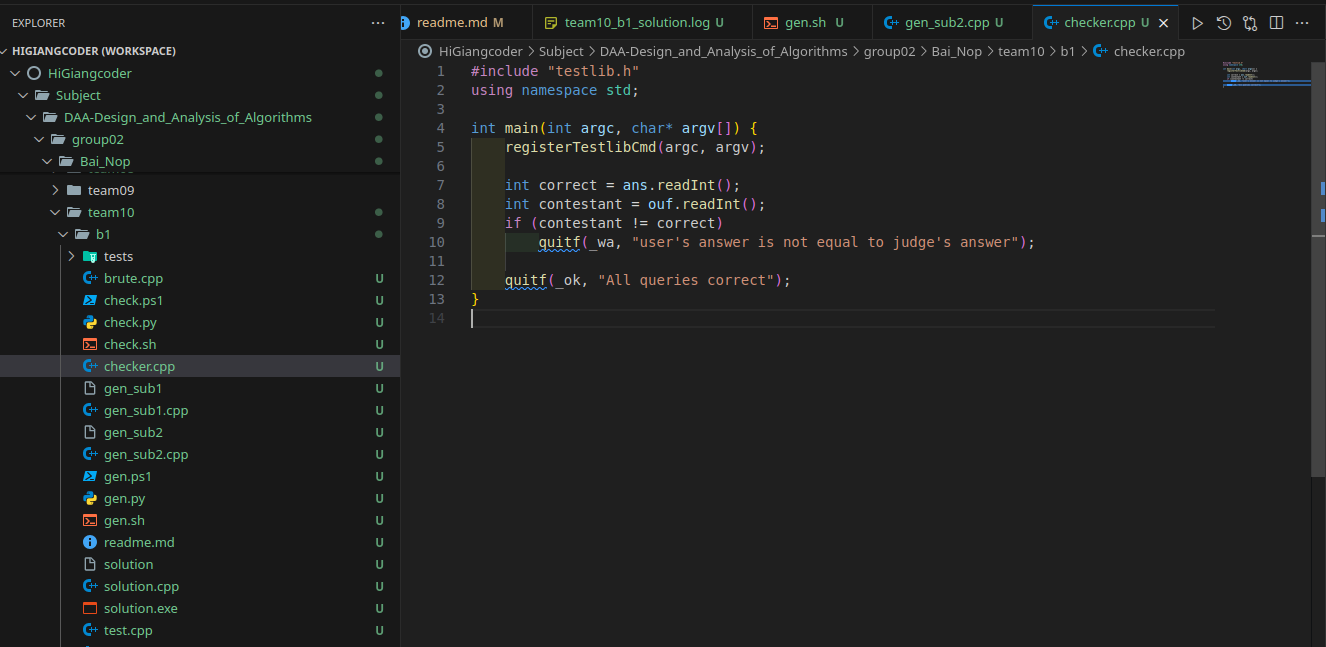 EXPLORER
HIGIANGCODER (WORKSPACE)
HiGiangcoder
Subject
DAA-Design_and_Analysis_of_Algorithms
group02
Bai_Nop
team09
team10
b1
tests
brute.cpp U
check.ps1 U
check.py U
check.sh U
checker.cpp U
gen_sub1 U
gen_sub1.cpp U
gen_sub2 U
gen_sub2.cpp U
gen.ps1 U
gen.py U
gen.sh U
readme.md U
solution U
solution.cpp U
solution.exe U
test.cpp U
readme.md M team10_b1_solution.log U gen.sh U gen_sub2.cpp U checker.cpp U
HiGiangcoder > Subject > DAA-Design_and_Analysis_of_Algorithms > group02 > Bai_Nop > team10 > b1 > checker.cpp
1 #include "testlib.h"
2 using namespace std;
3
4 int main(int argc, char* argv[]) {
5 registerTestlibCmd(argc, argv);
6
7 int correct = ans.readInt();
8 int contestant = ouf.readInt();
9 if (contestant != correct)
10 quitf(_wa, "user's answer is not equal to judge's answer");
11
12 quitf(_ok, "All queries correct");
13 }
14